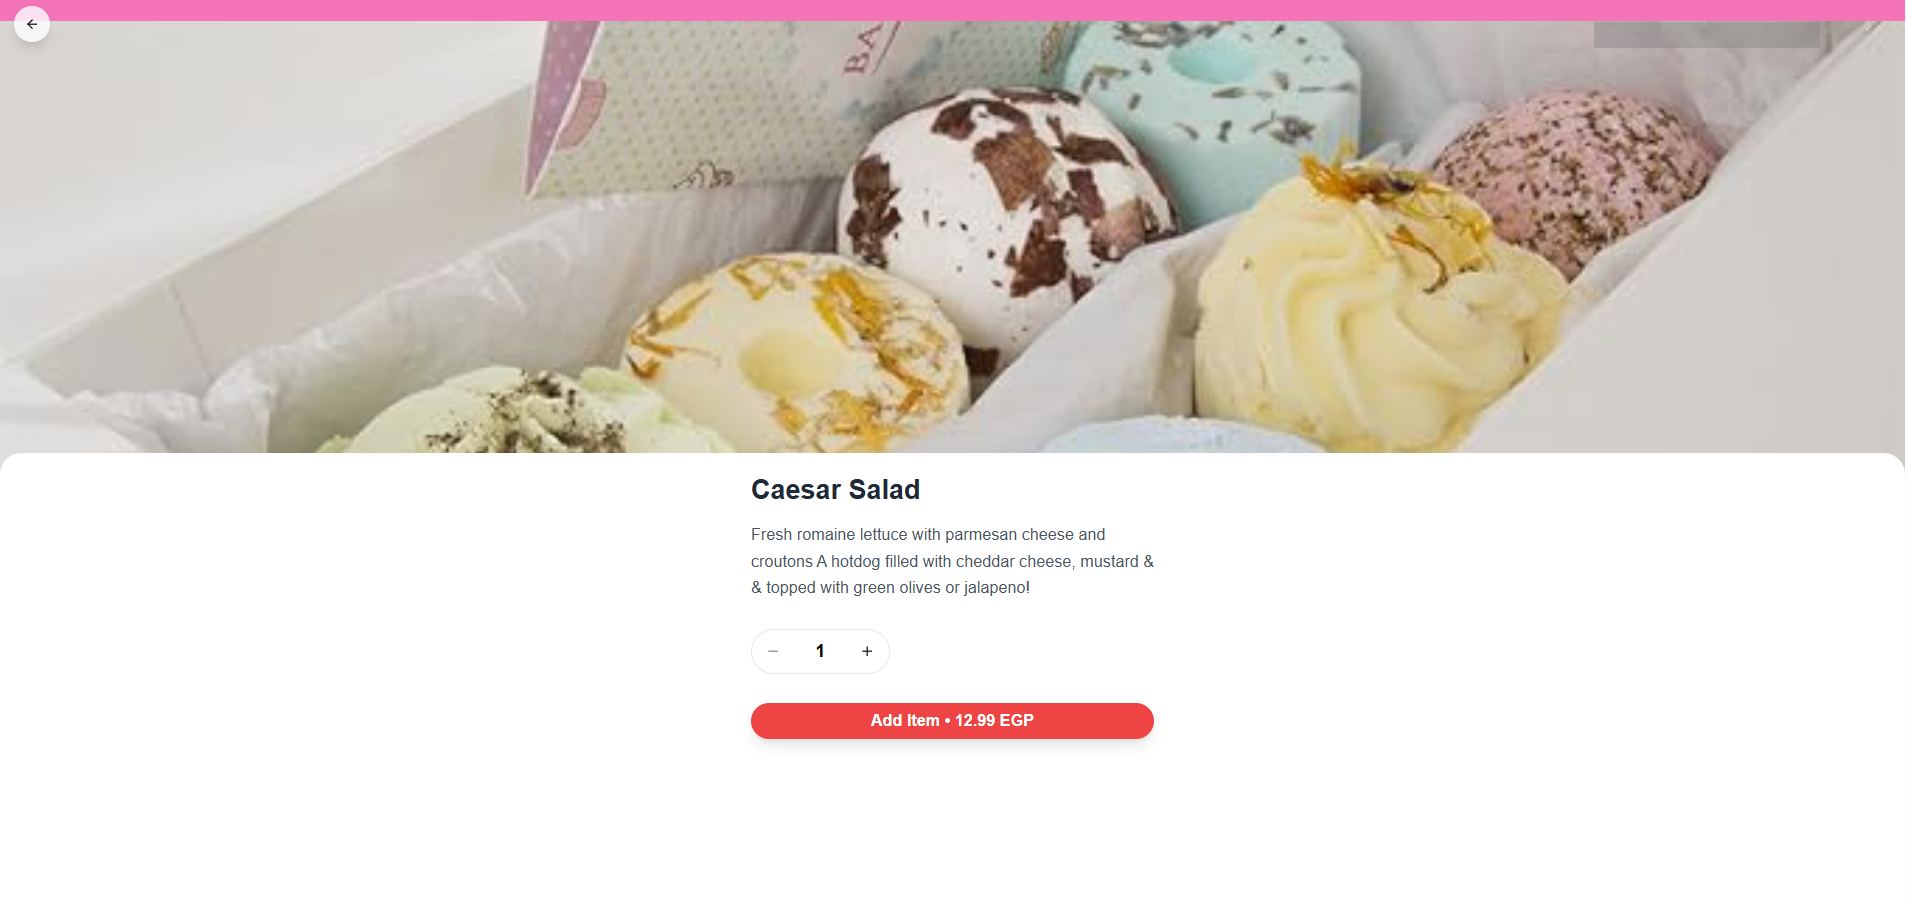 BA
Caesar Salad
Fresh romaine lettuce with parmesan cheese and
croutons A hotdog filled with cheddar cheese, mustard &
& topped with green olives or jalapeno!
1
Add Item • 12.99 EGP